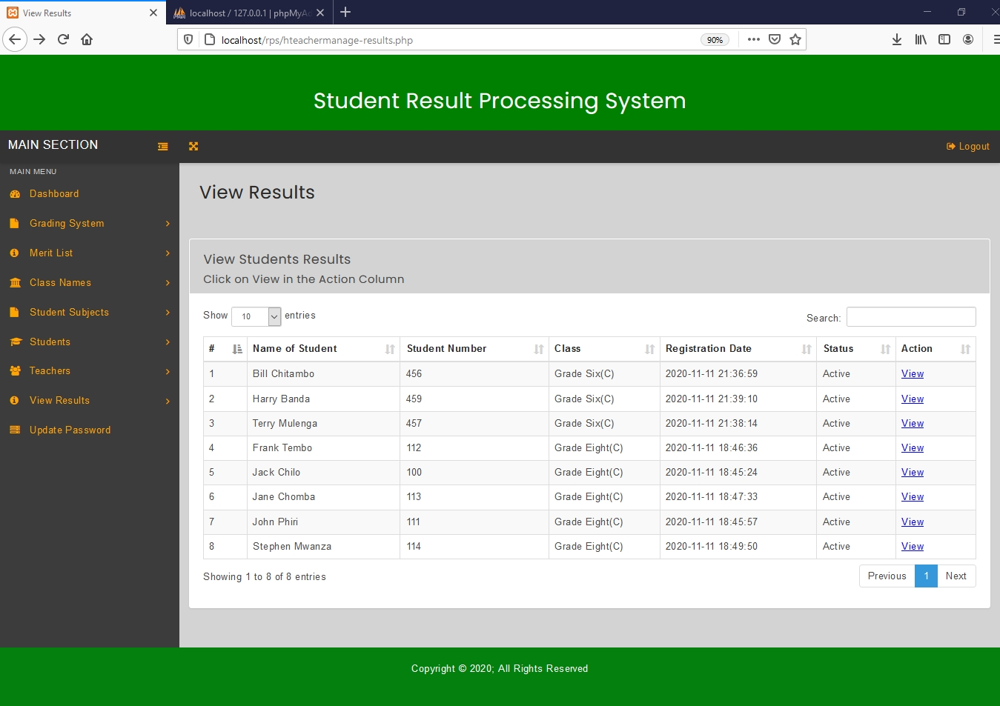 View Results
localhost / 127.0.0.1 | phpMyAd
localhost/rps/hteachermanage-results.php
90%
Student Result Processing System
MAIN SECTION
Logout
MAIN MENU
Dashboard
Grading System
Merit List
Class Names
Student Subjects
Students
Teachers
View Results
Update Password
View Results
View Students Results
Click on View in the Action Column
Show 10 entries
Search:
# Name of Student Student Number Class Registration Date Status Action
1 Bill Chitambo 456 Grade Six(C) 2020-11-11 21:36:59 Active View
2 Harry Banda 459 Grade Six(C) 2020-11-11 21:39:10 Active View
3 Terry Mulenga 457 Grade Six(C) 2020-11-11 21:38:14 Active View
4 Frank Tembo 112 Grade Eight(C) 2020-11-11 18:46:36 Active View
5 Jack Chilo 100 Grade Eight(C) 2020-11-11 18:45:24 Active View
6 Jane Chomba 113 Grade Eight(C) 2020-11-11 18:47:33 Active View
7 John Phiri 111 Grade Eight(C) 2020-11-11 18:45:57 Active View
8 Stephen Mwanza 114 Grade Eight(C) 2020-11-11 18:49:50 Active View
Showing 1 to 8 of 8 entries
Previous 1 Next
Copyright © 2020; All Rights Reserved